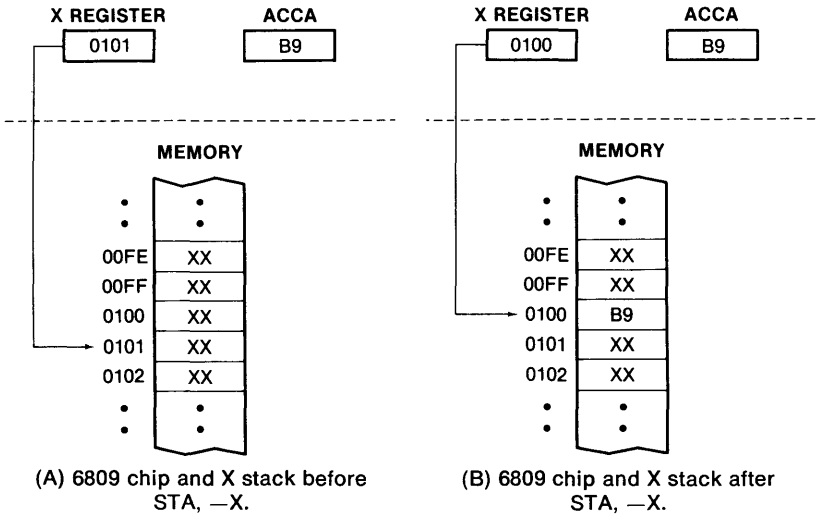 X REGISTER ACCA
0101 B9
MEMORY
00FE XX
00FF XX
0100 XX
0101 XX
0102 XX
(A) 6809 chip and X stack before
STA, —X.
X REGISTER ACCA
0100 B9
MEMORY
00FE XX
00FF XX
0100 B9
0101 XX
0102 XX
(B) 6809 chip and X stack after
STA, —X.